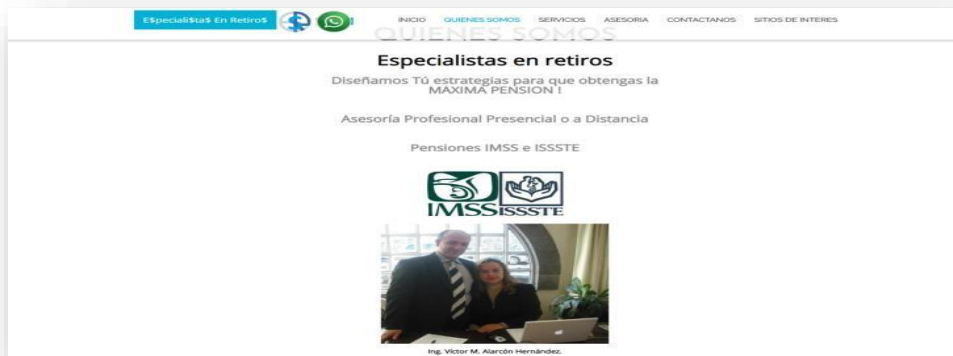 E$peciali$ta$ En Retiro$
INICIO QUIENES SOMOS SERVICIOS ASESORIA CONTACTANOS SITIOS DE INTERES
QUIENES SOMOS
Especialistas en retiros
Diseñamos Tú estrategias para que obtengas la
MAXIMA PENSION !
Asesoría Profesional Presencial o a Distancia
Pensiones IMSS e ISSSTE
IMSS ISSSTE
Ing. Víctor M. Alarcón Hernández.